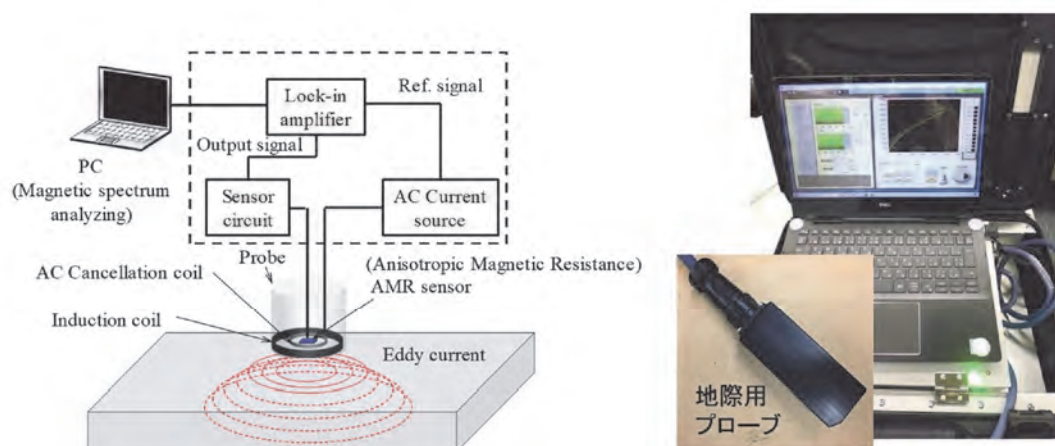 Lock-in
amplifier
Ref. signal
Output signal
PC
(Magnetic spectrum
analyzing)
Sensor
circuit
AC Current
source
Probe
(Anisotropic Magnetic Resistance)
AMR sensor
AC Cancellation coil
Induction coil
Eddy current
地際用
プローブ